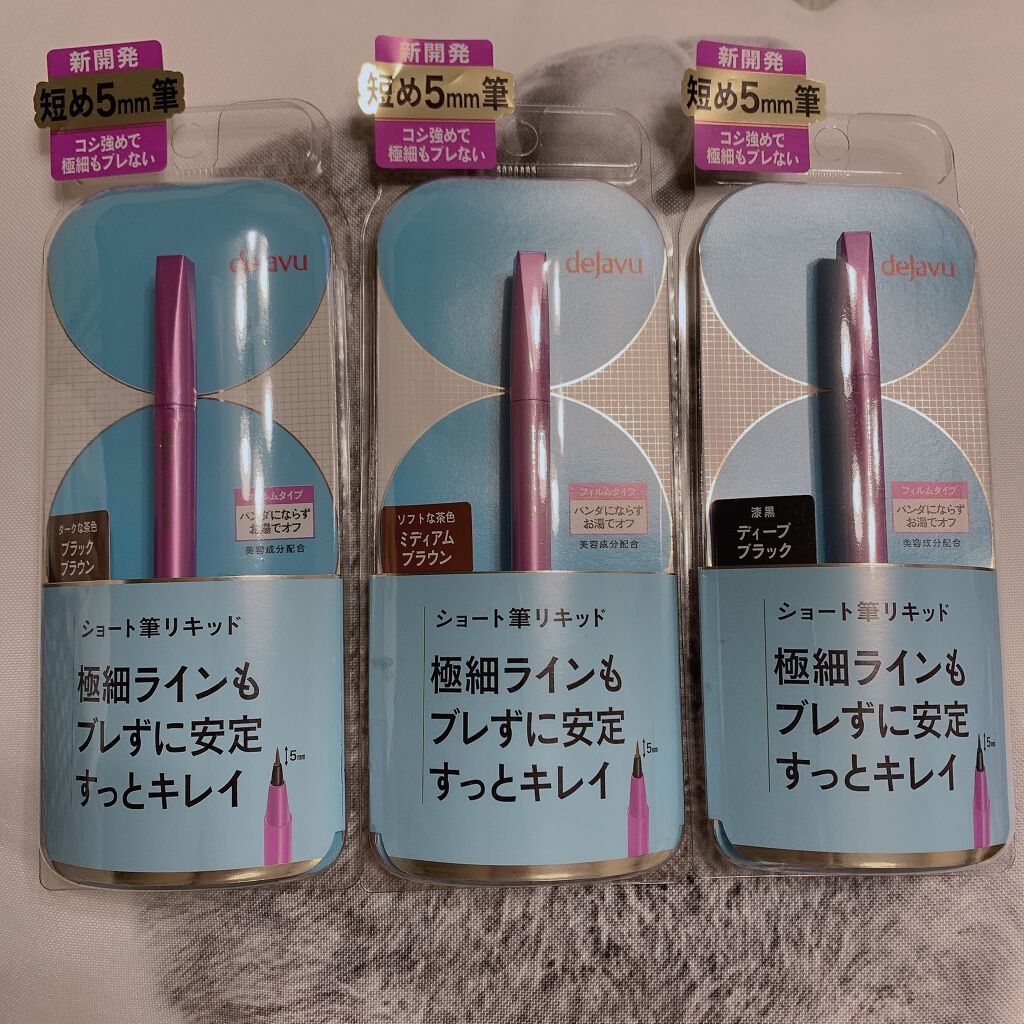 新開発
短め5mm筆
コシ強めで
極細もブレない
dejavu
フィルムタイプ
パンダにならず
お湯でオフ
美容成分配合
ダークな茶色
ブラック
ブラウン
ショート筆リキッド
極細ラインも
ブレずに安定
すっとキレイ
5mm
新開発
短め5mm筆
コシ強めで
極細もブレない
dejavu
フィルムタイプ
パンダにならず
お湯でオフ
美容成分配合
ソフトな茶色
ミディアム
ブラウン
ショート筆リキッド
極細ラインも
ブレずに安定
すっとキレイ
5mm
新開発
短め5mm筆
コシ強めで
極細もブレない
dejavu
フィルムタイプ
パンダにならず
お湯でオフ
美容成分配合
漆黒
ディープ
ブラック
ショート筆リキッド
極細ラインも
ブレずに安定
すっとキレイ
5mm